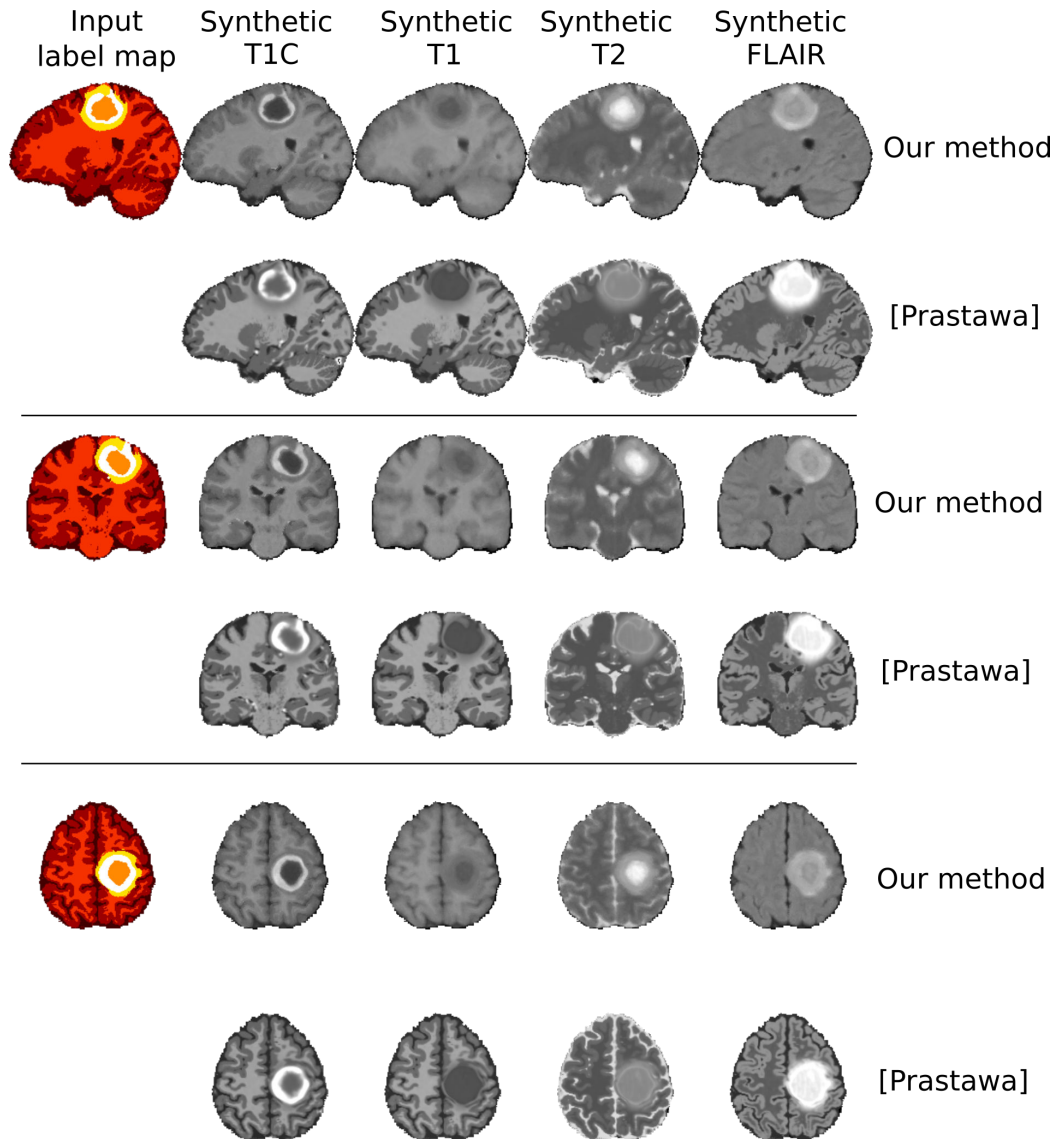 Input
label map
Synthetic
T1C
Synthetic
T1
Synthetic
T2
Synthetic
FLAIR
Our method
[Prastawa]
Our method
[Prastawa]
Our method
[Prastawa]